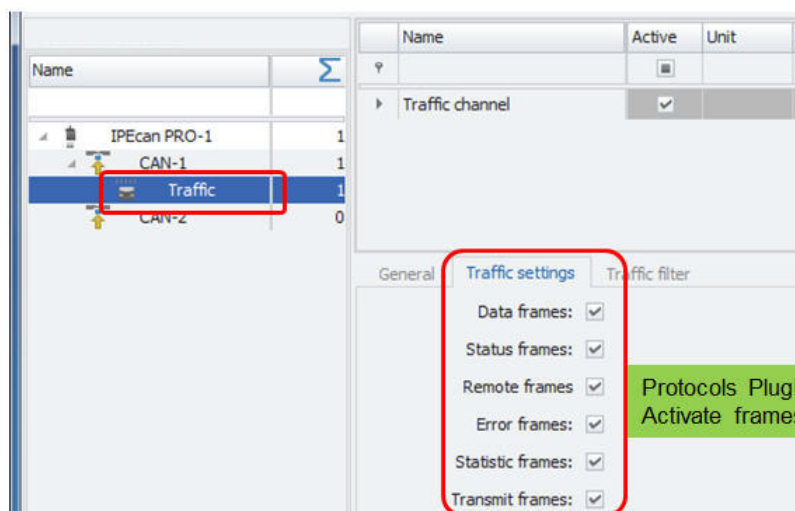 Name
Σ
IPEcan PRO-1 1
CAN-1 1
Traffic 1
CAN-2 0
Name Active Unit
Traffic channel
General Traffic settings Traffic filter
Data frames:
Status frames:
Remote frames
Error frames:
Statistic frames:
Transmit frames:
Protocols Plug
Activate frames